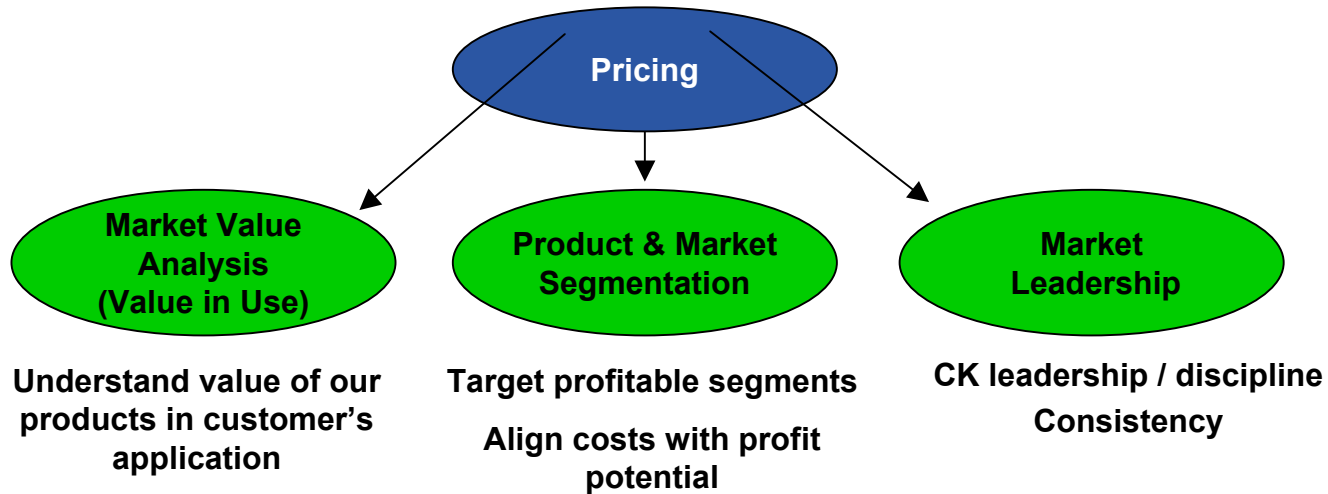 Pricing
Market Value
Analysis
(Value in Use)
Product & Market
Segmentation
Market
Leadership
Understand value of our
products in customer’s
application
Target profitable segments
Align costs with profit
potential
CK leadership / discipline
Consistency